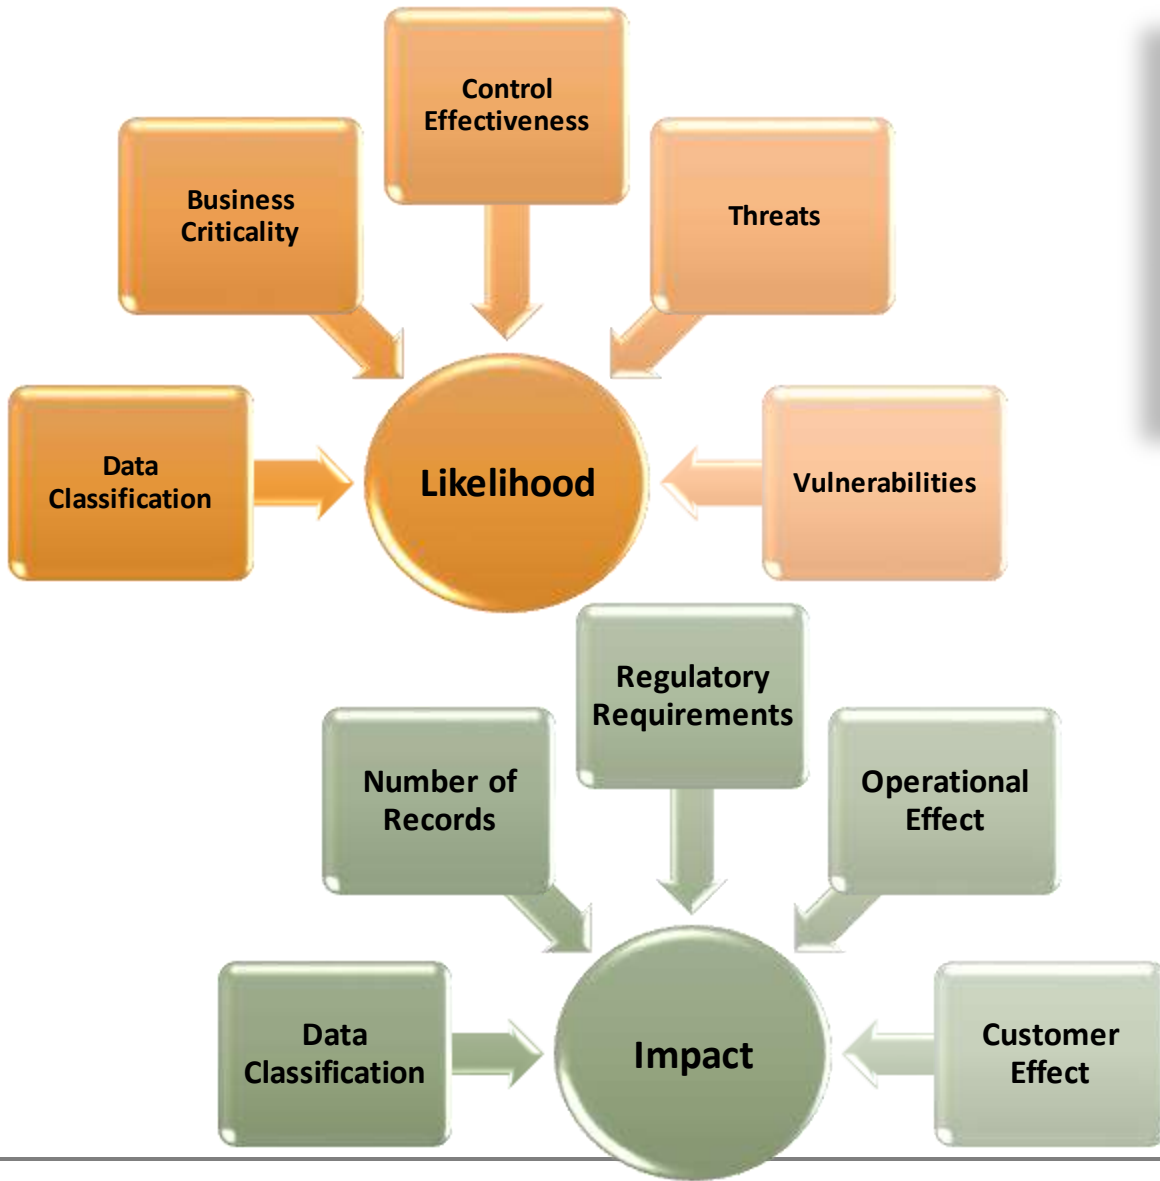 Control
Effectiveness
Business
Criticality
Threats
Data
Classification
Likelihood
Vulnerabilities
Regulatory
Requirements
Number of
Records
Operational
Effect
Data
Classification
Impact
Customer
Effect